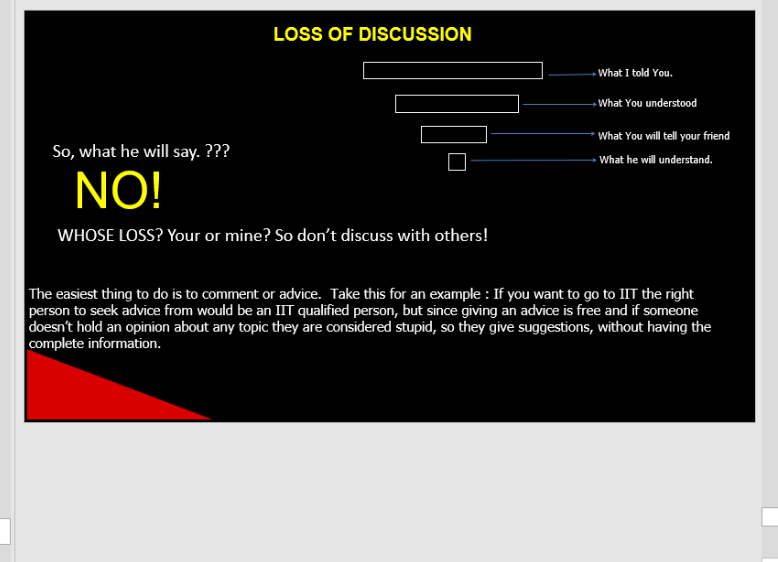 LOSS OF DISCUSSION
What I told You.
What You understood
What You will tell your friend
What he will understand.
So, what he will say. ???
NO!
WHOSE LOSS? Your or mine? So don’t discuss with others!
The easiest thing to do is to comment or advice.  Take this for an example : If you want to go to IIT the right
person to seek advice from would be an IIT qualified person, but since giving an advice is free and if someone
doesn’t hold an opinion about any topic they are considered stupid, so they give suggestions, without having the
complete information.